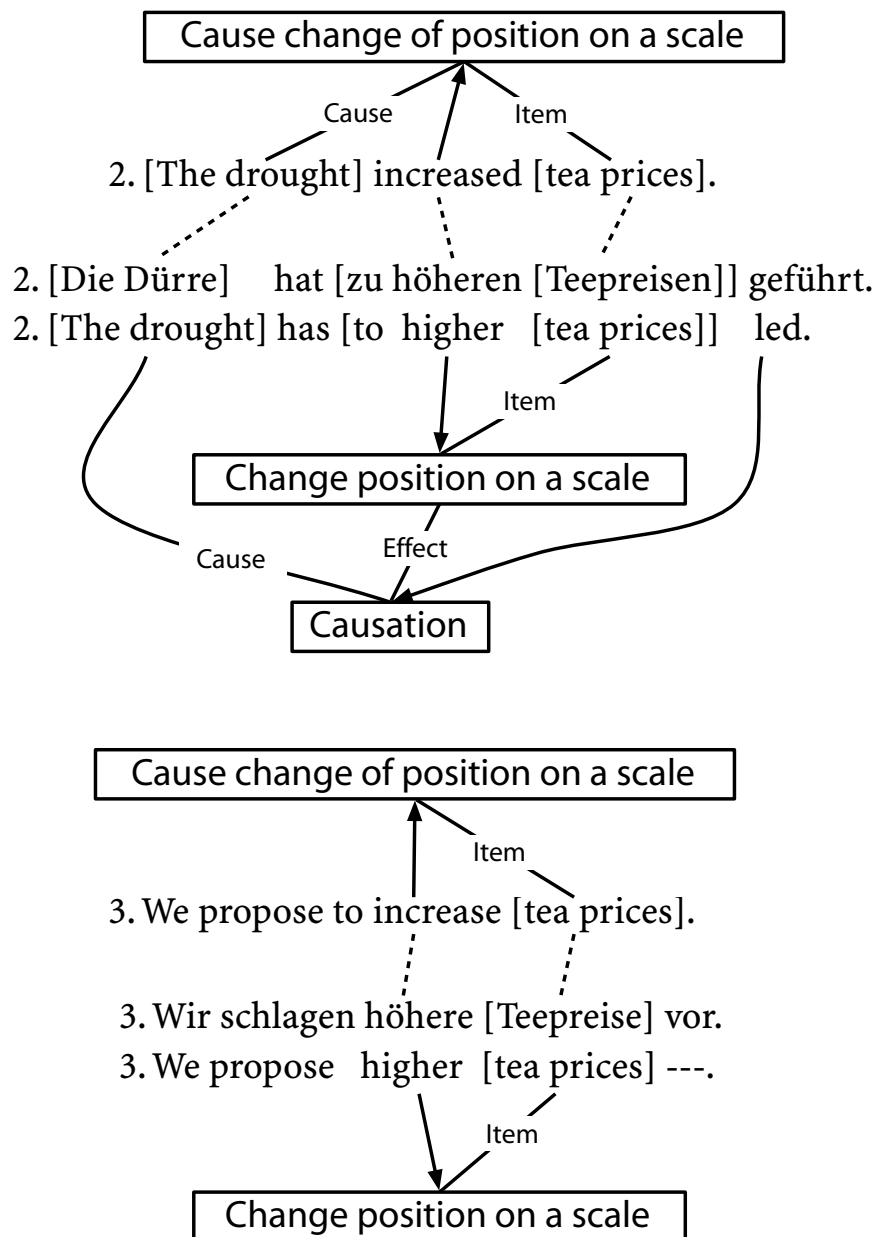 Cause change of position on a scale
Cause
Item
2. [The drought] increased [tea prices].
2. [Die Dürre] hat [zu höheren [Teepreisen]] geführt.
2. [The drought] has [to higher [tea prices]] led.
Item
Change position on a scale
Cause
Effect
Causation
Cause change of position on a scale
Item
3. We propose to increase [tea prices].
3. Wir schlagen höhere [Teepreise] vor.
3. We propose higher [tea prices] ---.
Item
Change position on a scale